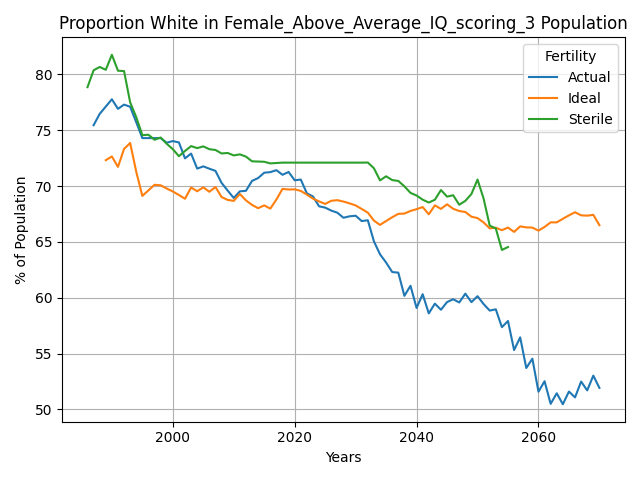 Proportion White in Female_Above_Average_IQ_scoring_3 Population
Fertility
Actual
Ideal
Sterile
% of Population
80
75
70
65
60
55
50
2000
2020
2040
2060
Years